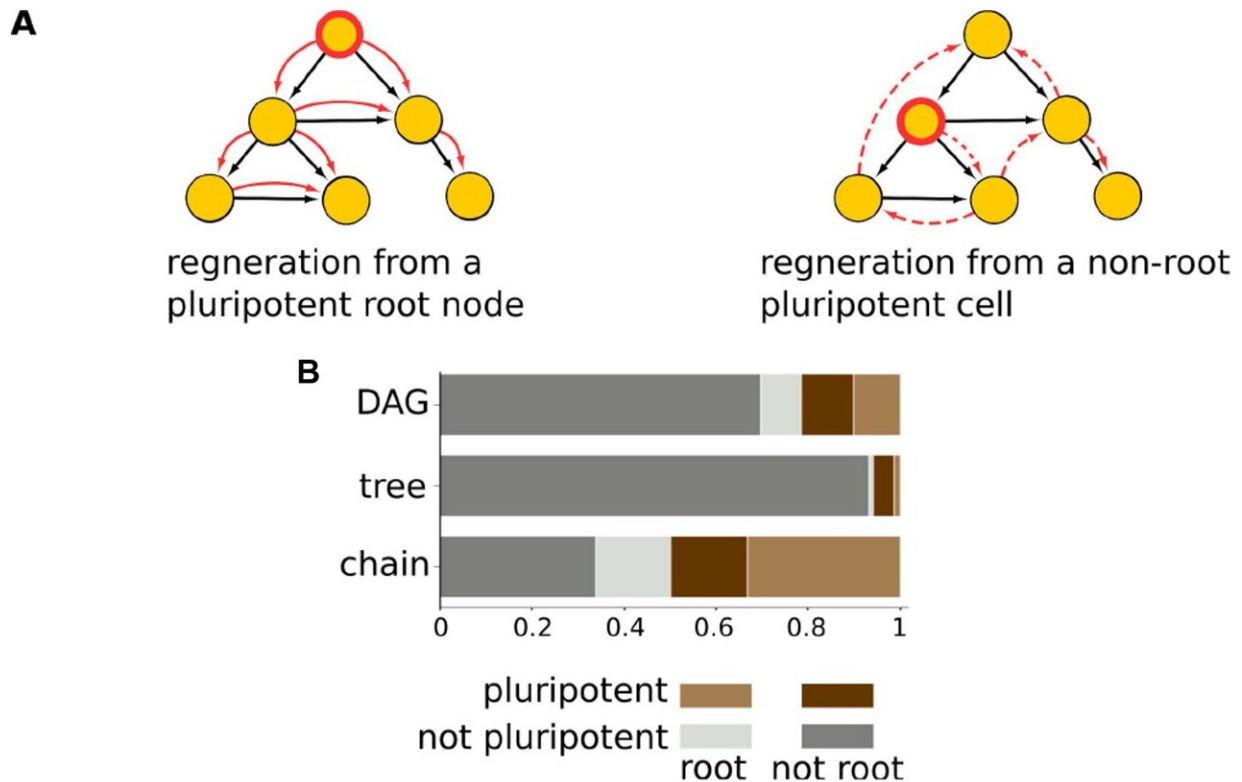 A
regneration from a
pluripotent root node
regneration from a non-root
pluripotent cell
B
DAG
tree
chain
0 0.2 0.4 0.6 0.8 1
pluripotent
not pluripotent
root not root